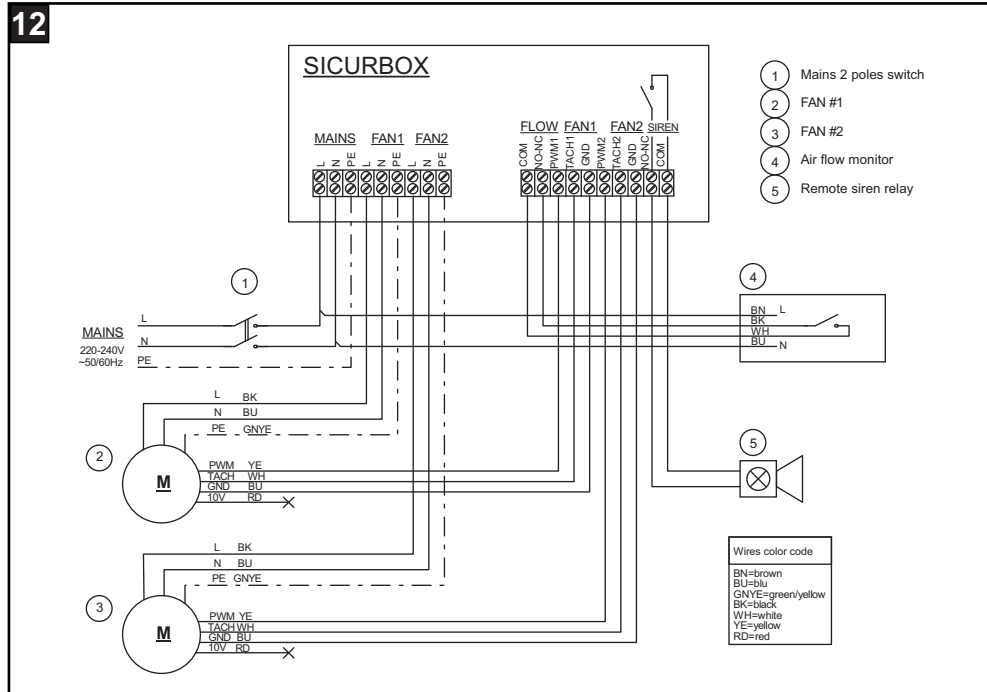 12
SICURBOX
MAINS FAN1 FAN2
L N PE L N PE L N PE
FLOW FAN1 FAN2 SIREN
COM NO-NC PWM1 TACH1 GND PWM2 TACH2 GND NO-NC COM
1 Mains 2 poles switch
2 FAN #1
3 FAN #2
4 Air flow monitor
5 Remote siren relay
1
4
L
MAINS
N
220-240V
~50/60Hz
PE
BN L
BK
WH
BU N
L BK
N BU
PE GNYE
2
M
PWM YE
TACH WH
GND BU
10V RD
5
L BK
N BU
PE GNYE
3
M
PWM YE
TACH WH
GND BU
10V RD
Wires color code
BN=brown
BU=blu
GNYE=green/yellow
BK=black
WH=white
YE=yellow
RD=red